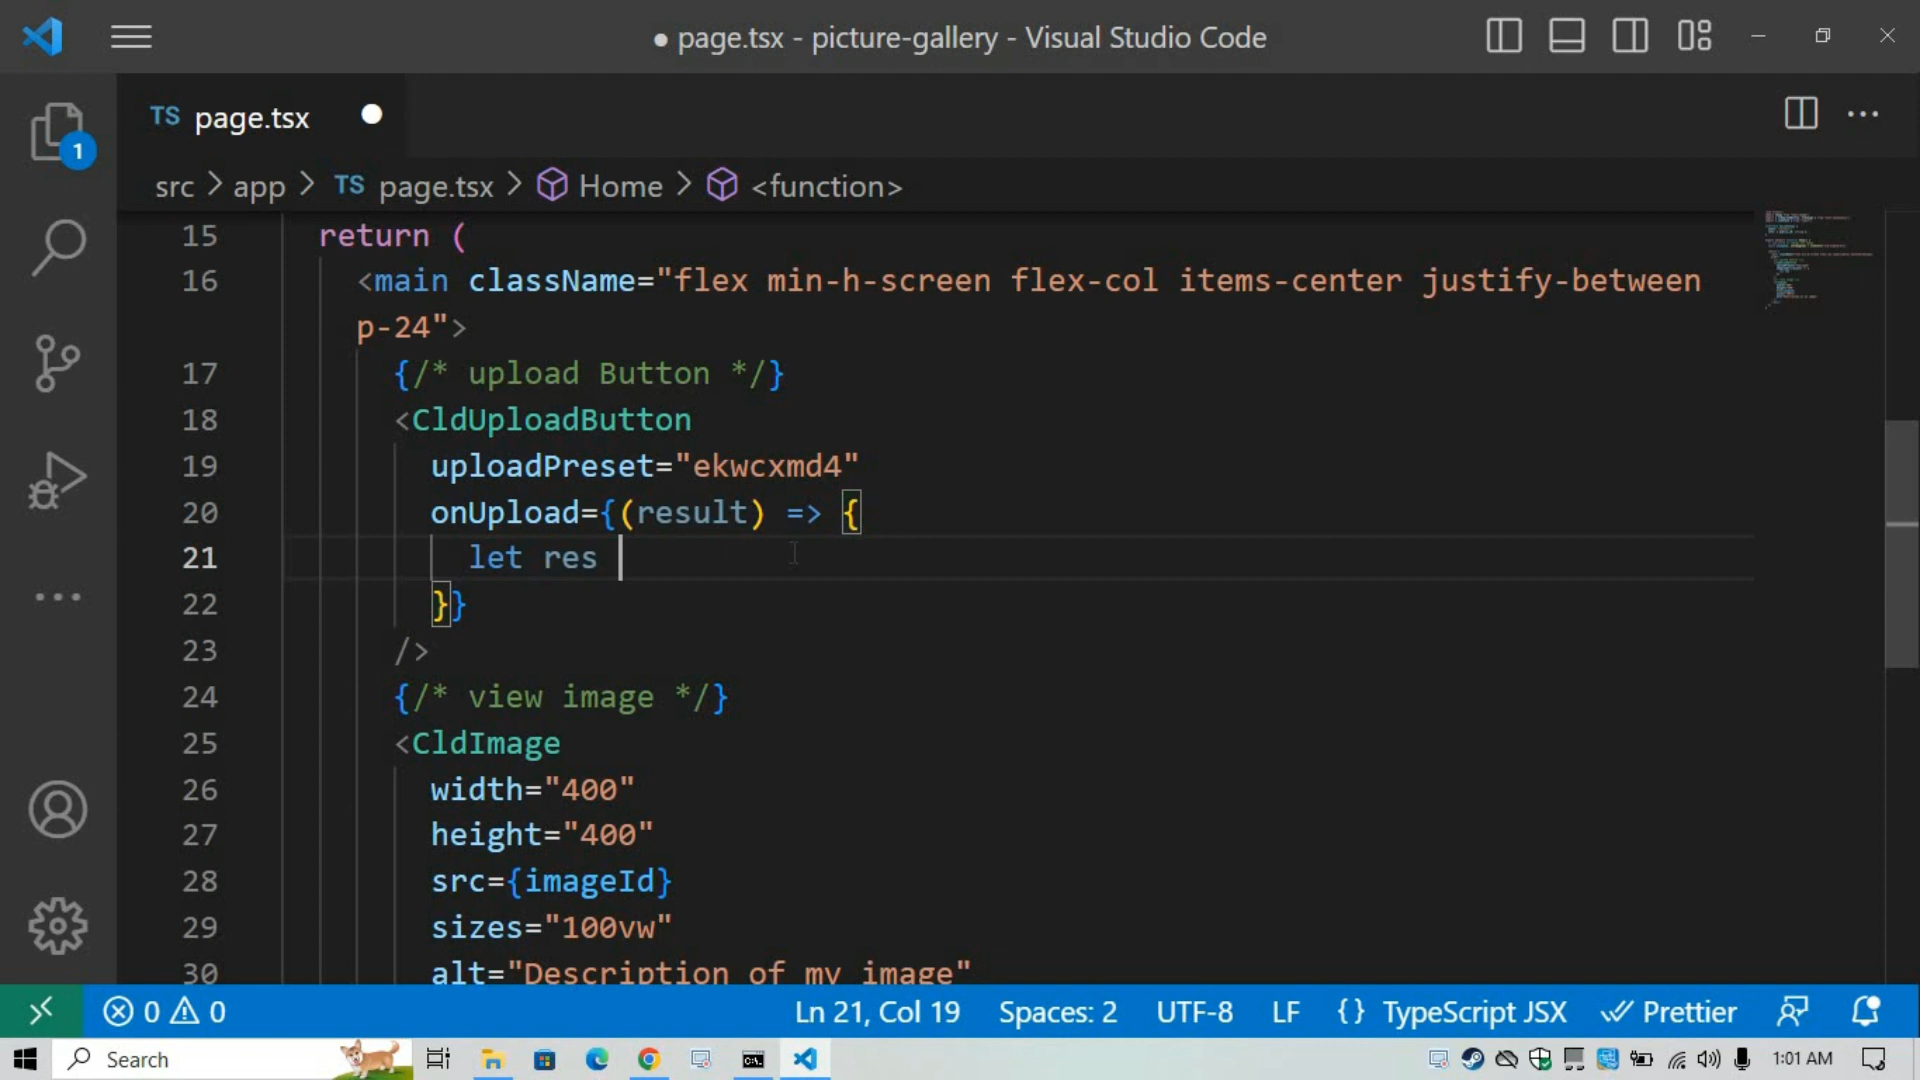 ● page.tsx - picture-gallery - Visual Studio Code
TS page.tsx
1
src > app > TS page.tsx > Home > <function>
15 return (
16 <main className="flex min-h-screen flex-col items-center justify-between
p-24">
17 {/* upload Button */}
18 <CldUploadButton
19 uploadPreset="ekwcxmd4"
20 onUpload={(result) => {
21 let res
22 }}
23 />
24 {/* view image */}
25 <CldImage
26 width="400"
27 height="400"
28 src={imageId}
29 sizes="100vw"
30 alt="Description of my image"
0 0 Ln 21, Col 19 Spaces: 2 UTF-8 LF {} TypeScript JSX Prettier
Search 1:01 AM